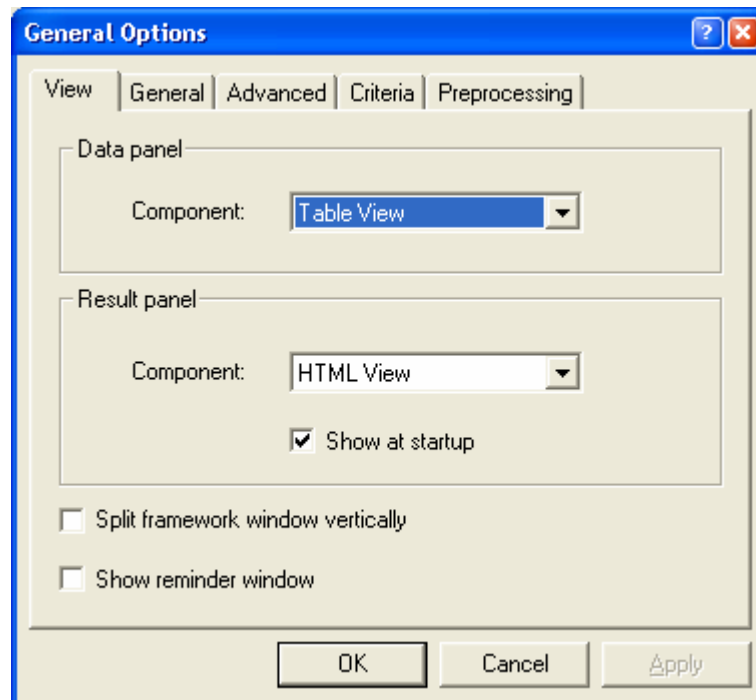 General Options
View General Advanced Criteria Preprocessing
Data panel
Component: Table View
Result panel
Component: HTML View
Show at startup
Split framework window vertically
Show reminder window
OK Cancel Apply